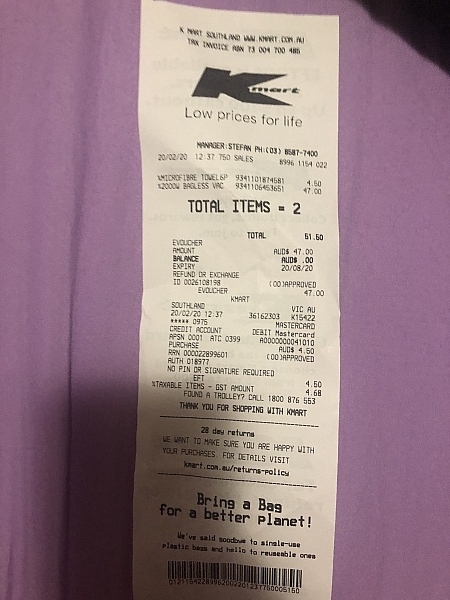 K MART SOUTHLAND WWW.KMART.COM.AU
TAX INVOICE ABN 73 004 700 485
Kmart
Low prices for life
MANAGER:STEFAN PH:(03) 8587-7400
20/02/20 12:37 750 SALES 8996 1154 022
%MICROFIBRE TOWEL6P 9341101874581 4.50
%2000W BAGLESS VAC 9341106453651 47.00
TOTAL ITEMS = 2
TOTAL 51.50
EVOUCHER
AMOUNT AUD$ 47.00
BALANCE AUD$ .00
EXPIRY 20/08/20
REFUND OR EXCHANGE
ID 0026108198 (00)APPROVED
EVOUCHER 47.00
KMART
SOUTHLAND VIC AU
20/02/20 12:37 36162303 K15422
***** 0975 MASTERCARD
CREDIT ACCOUNT DEBIT Mastercard
APSN 0001 ATC 0399 A0000000041010
PURCHASE AUD$ 4.50
RRN 000022899601 (00)APPROVED
AUTH 018977
NO PIN OR SIGNATURE REQUIRED
EFT 4.50
%TAXABLE ITEMS - GST AMOUNT 4.68
FOUND A TROLLEY? CALL 1800 876 553
THANK YOU FOR SHOPPING WITH KMART
28 day returns
WE WANT TO MAKE SURE YOU ARE HAPPY WITH
YOUR PURCHASES. FOR DETAILS VISIT
kmart.com.au/returns-policy
Bring a Bag
for a better planet!
We've said goodbye to single-use
plastic bags and hello to reuseable ones